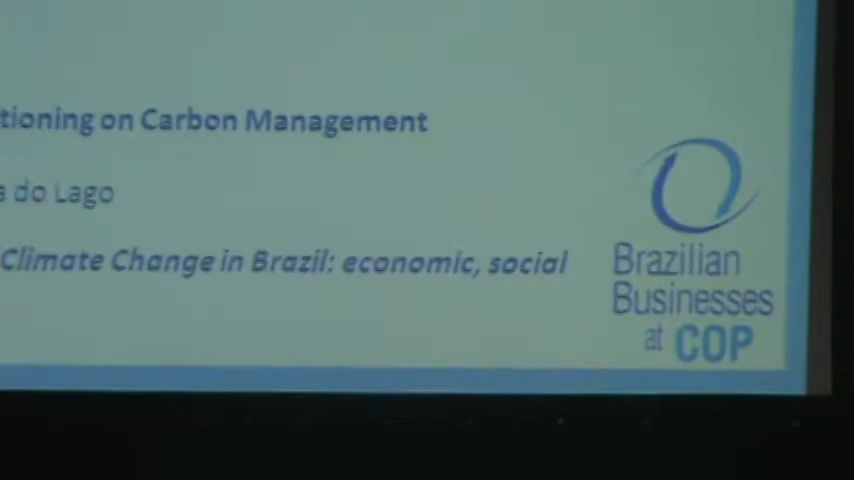 tioning on Carbon Management
a do Lago
Climate Change in Brazil: economic, social
Brazilian
Businesses
at COP